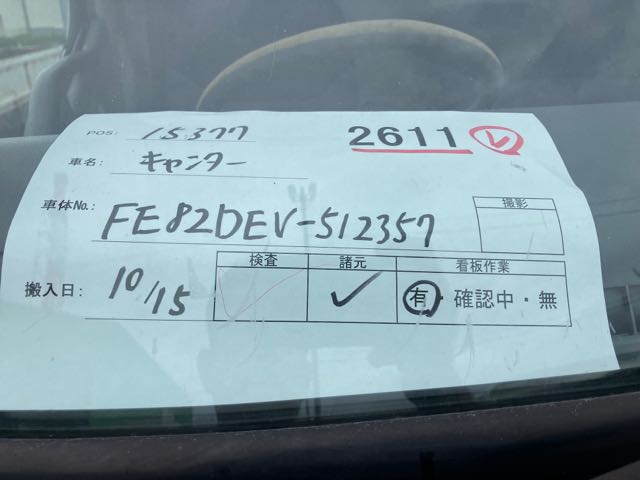 POS: 15377 2611 レ
車名: キャンター
車体No.: FE82DEV-512357 撮影
検査 諸元 看板作業
搬入日: 10/15 ✓ ✓ 有・確認中・無